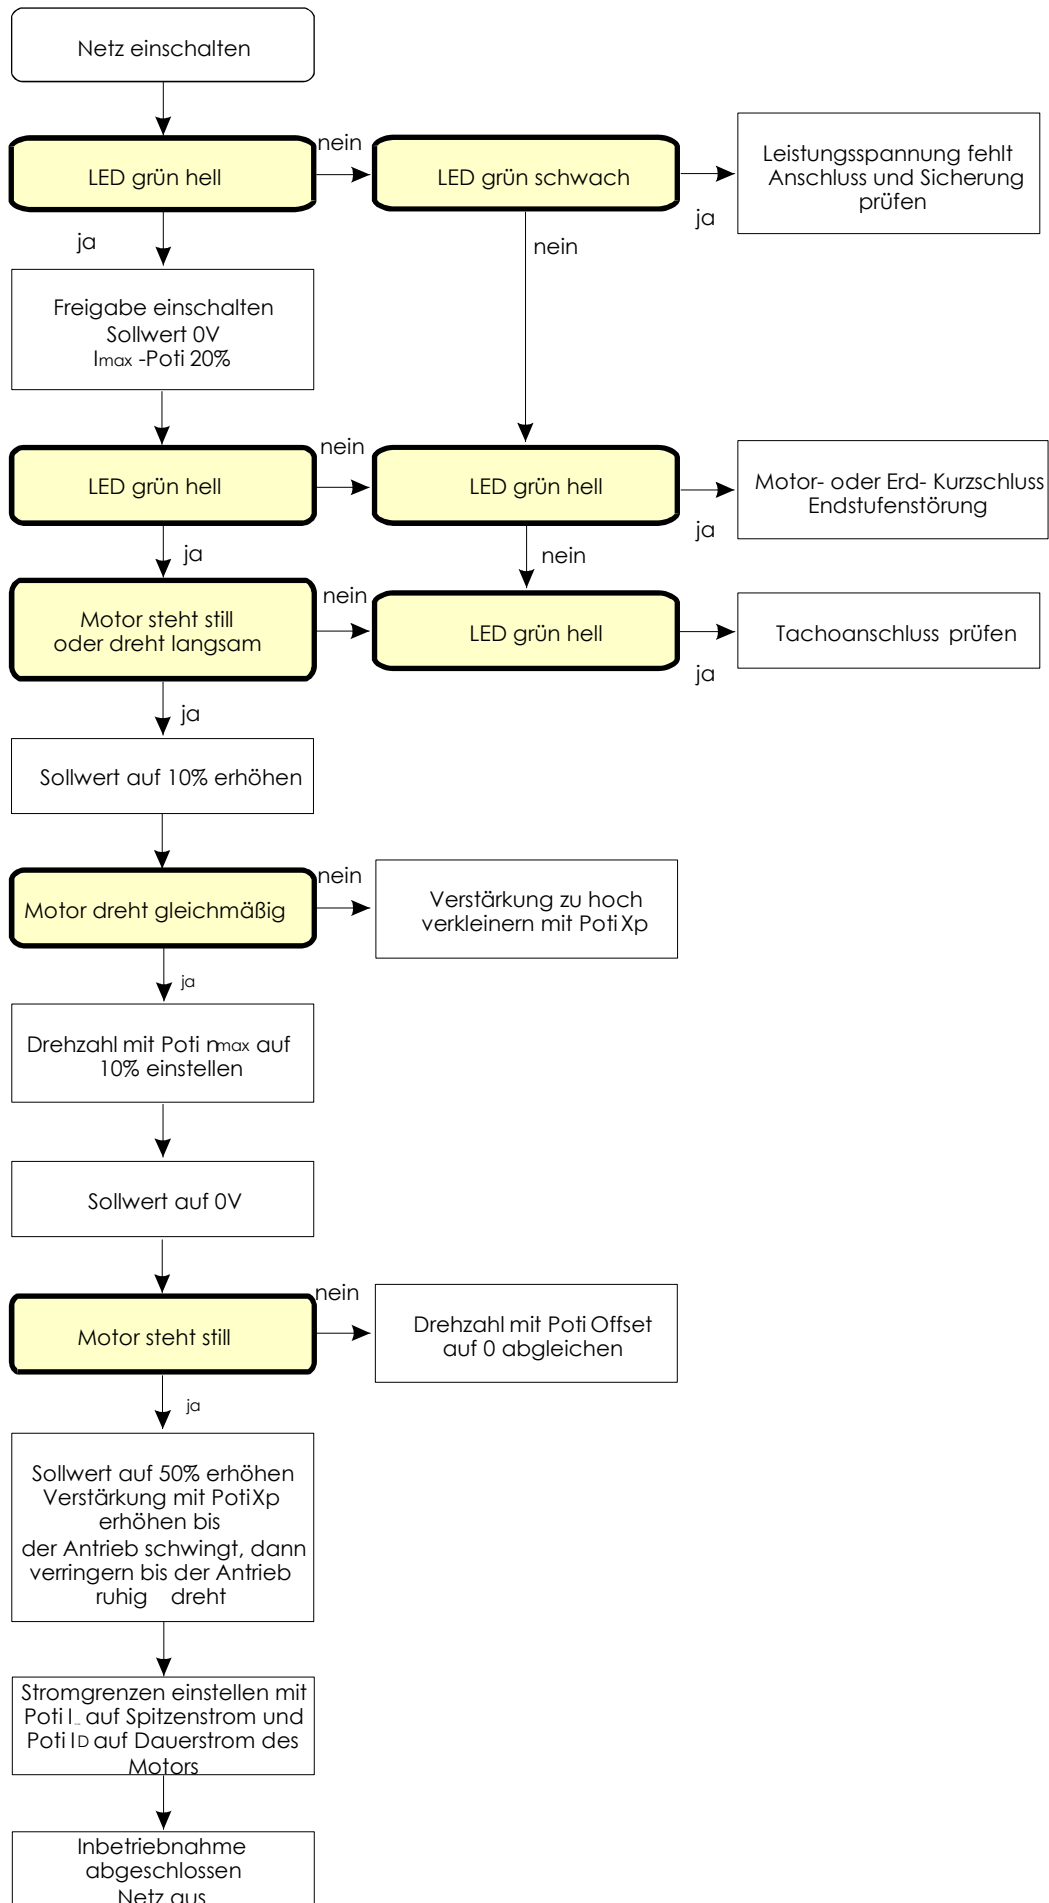 Netz einschalten
nein
LED grün hell
LED grün schwach
Leistungsspannung fehlt
Anschluss und Sicherung
prüfen
ja
ja
nein
Freigabe einschalten
Sollwert 0V
Imax -Poti 20%
nein
LED grün hell
LED grün hell
Motor- oder Erd- Kurzschluss
Endstufenstörung
ja
ja
nein
nein
Motor steht still
oder dreht langsam
LED grün hell
Tachoanschluss prüfen
ja
ja
Sollwert auf 10% erhöhen
nein
Motor dreht gleichmäßig
Verstärkung zu hoch
verkleinern mit Poti Xp
ja
Drehzahl mit Poti nmax auf
10% einstellen
Sollwert auf 0V
nein
Motor steht still
Drehzahl mit Poti Offset
auf 0 abgleichen
ja
Sollwert auf 50% erhöhen
Verstärkung mit Poti Xp
erhöhen bis
der Antrieb schwingt, dann
verringern bis der Antrieb
ruhig dreht
Stromgrenzen einstellen mit
Poti I_ auf Spitzenstrom und
Poti ID auf Dauerstrom des
Motors
Inbetriebnahme
abgeschlossen
Netz aus